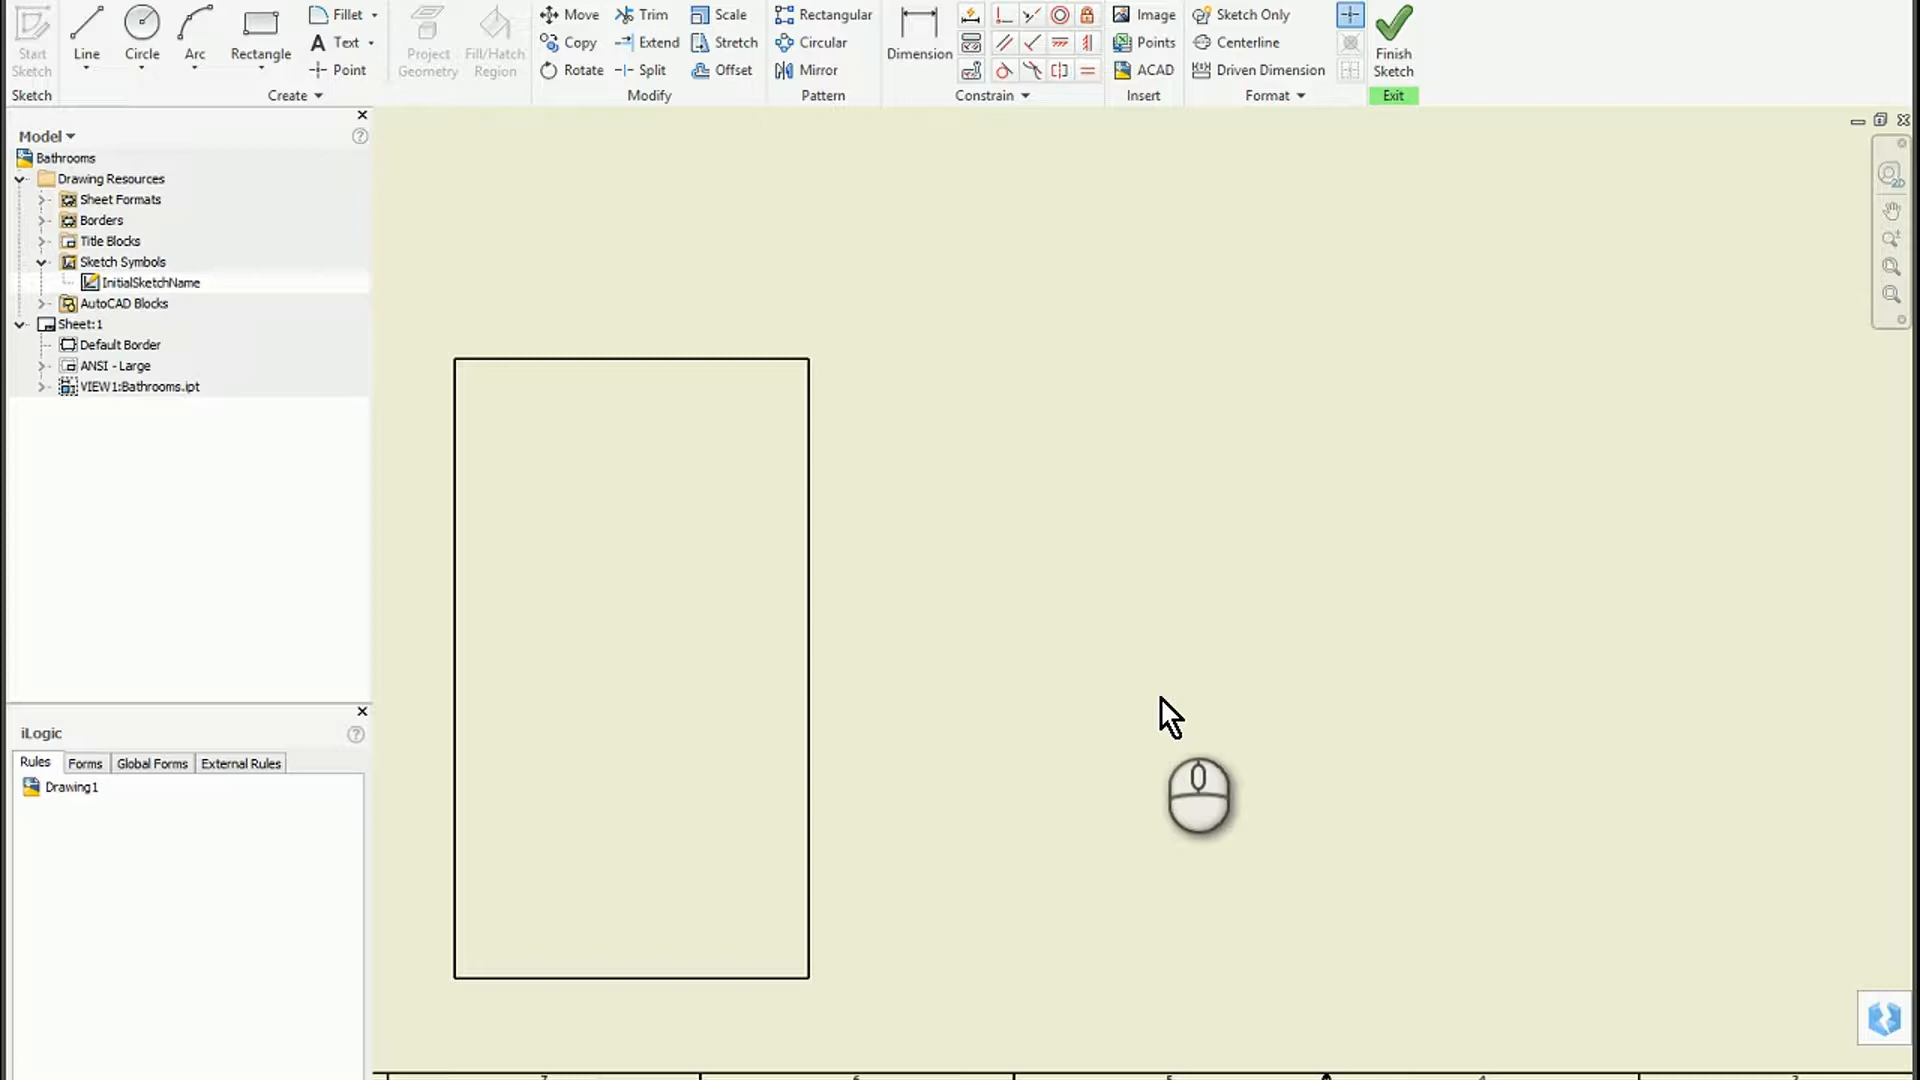 Start
Sketch
Sketch
Line
Circle
Arc
Rectangle
Fillet
Text
Point
Create
Project
Geometry
Fill/Hatch
Region
Move
Copy
Rotate
Trim
Extend
Split
Scale
Stretch
Offset
Modify
Rectangular
Circular
Mirror
Pattern
Dimension
Constrain
Image
Points
ACAD
Insert
Sketch Only
Centerline
Driven Dimension
Format
Finish
Sketch
Exit
Model
Bathrooms
Drawing Resources
Sheet Formats
Borders
Title Blocks
Sketch Symbols
InitialSketchName
AutoCAD Blocks
Sheet:1
Default Border
ANSI - Large
VIEW1:Bathrooms.ipt
iLogic
Rules
Forms
Global Forms
External Rules
Drawing1
2D